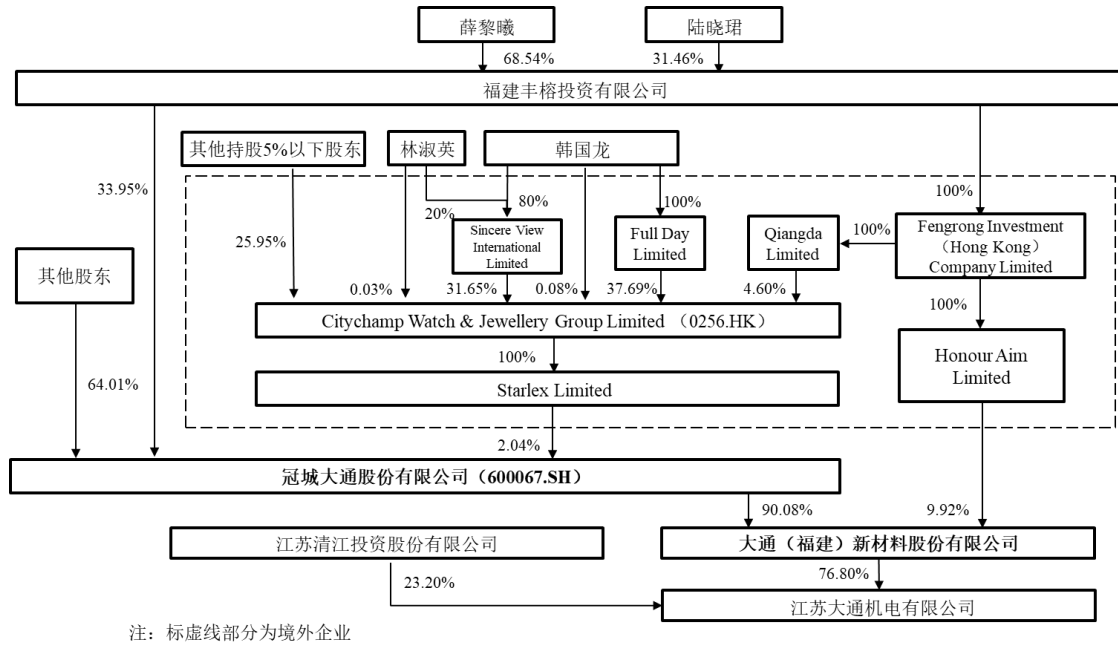 薛黎曦
陆晓珺
68.54%
31.46%
福建丰榕投资有限公司
其他持股5%以下股东
林淑英
韩国龙
33.95%
100%
20%
80%
100%
25.95%
Sincere View
International
Limited
Full Day
Limited
Qiangda
Limited
100%
Fengrong Investment
（Hong Kong）
Company Limited
其他股东
0.03%
31.65%
0.08%
37.69%
4.60%
100%
Citychamp Watch & Jewellery Group Limited （0256.HK）
100%
Honour Aim
Limited
64.01%
Starlex Limited
2.04%
冠城大通股份有限公司（600067.SH）
90.08%
9.92%
江苏清江投资股份有限公司
大通（福建）新材料股份有限公司
23.20%
76.80%
江苏大通机电有限公司
注：标虚线部分为境外企业